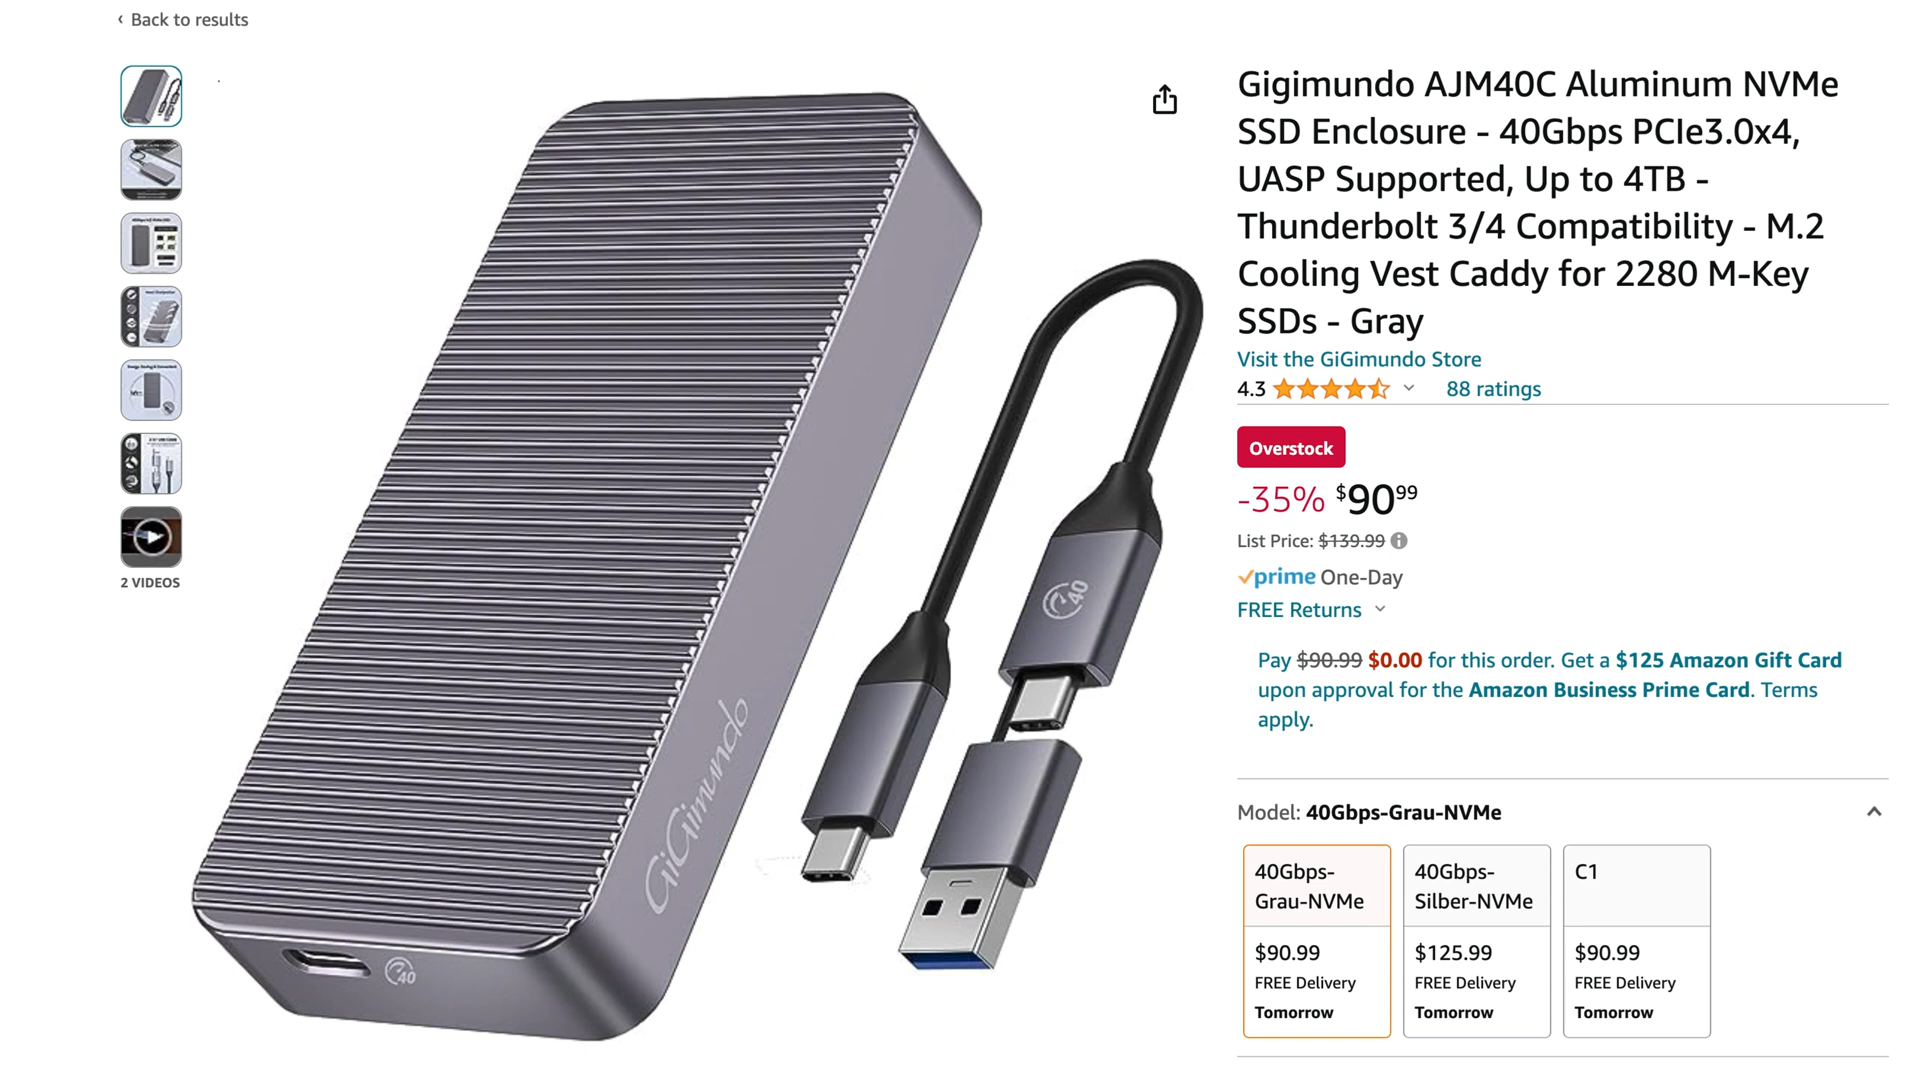 ‹ Back to results
Gigimundo AJM40C Aluminum NVMe
SSD Enclosure - 40Gbps PCIe3.0x4,
UASP Supported, Up to 4TB -
Thunderbolt 3/4 Compatibility - M.2
Cooling Vest Caddy for 2280 M-Key
SSDs - Gray
Visit the GiGimundo Store
4.3 88 ratings
Overstock
-35% $90 99
List Price: $139.99
prime One-Day
FREE Returns
Pay $90.99 $0.00 for this order. Get a $125 Amazon Gift Card
upon approval for the Amazon Business Prime Card. Terms
apply.
Model: 40Gbps-Grau-NVMe
40Gbps-
Grau-NVMe
$90.99
FREE Delivery
Tomorrow
40Gbps-
Silber-NVMe
$125.99
FREE Delivery
Tomorrow
C1
$90.99
FREE Delivery
Tomorrow
2 VIDEOS
GiGimundo
40
40